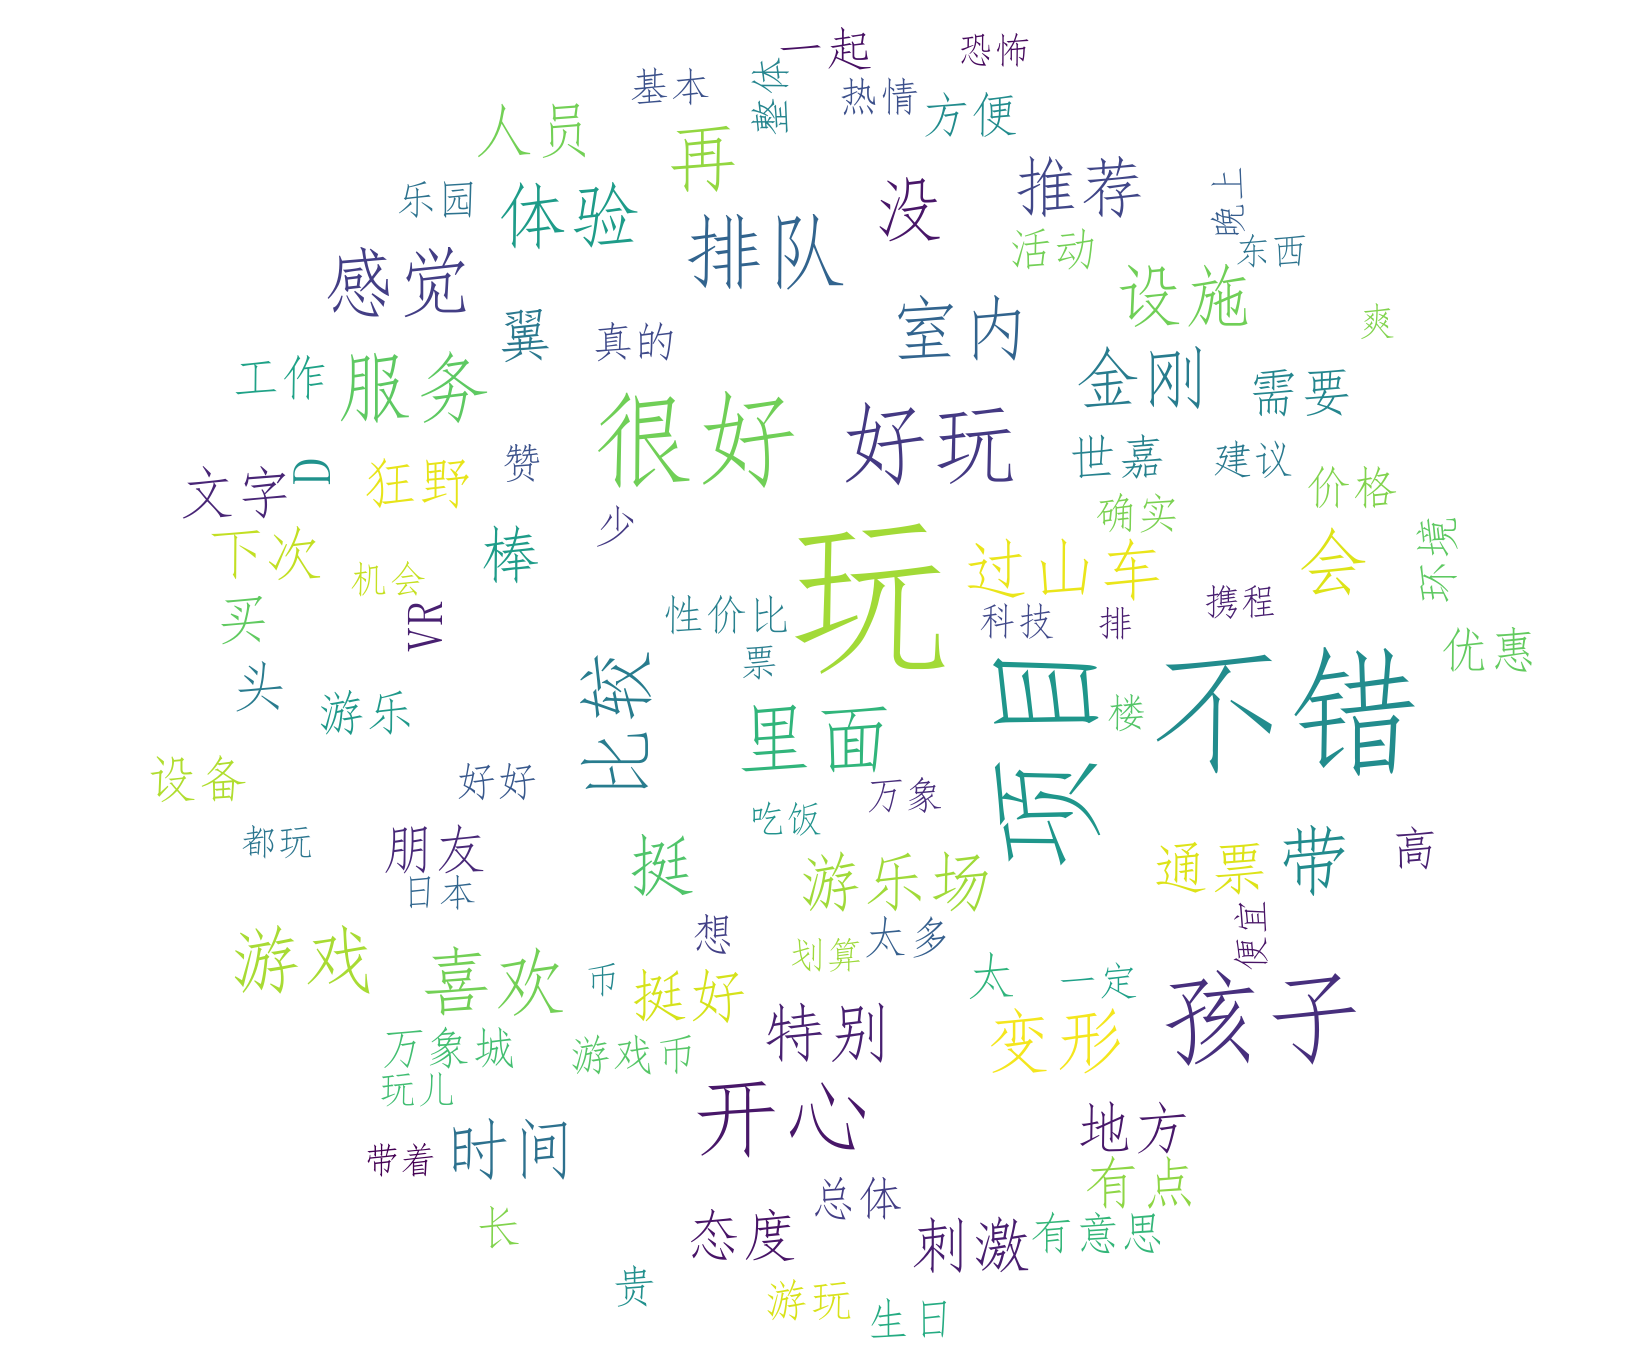 一起
恐怖
基本
整体
热情
方便
人员
再
乐园
体验
没
推荐
晚上
排队
活动
东西
感觉
设施
翼
真的
室内
爽
工作
服务
金刚
需要
很好
好玩
文字
D
狂野
赞
世嘉
建议
价格
少
确实
环境
下次
机会
棒
玩
过山车
会
买
VR
性价比
科技
排
携程
优惠
头
游乐
比较
票
里面
项目
楼
不错
设备
好好
吃饭
万象
都玩
朋友
日本
挺
游乐场
通票
带
高
便宜
游戏
喜欢
币
挺好
想
划算
太多
太
一定
孩子
万象城
玩儿
游戏币
特别
变形
开心
带着
时间
地方
有点
长
总体
态度
刺激
有意思
贵
游玩
生日